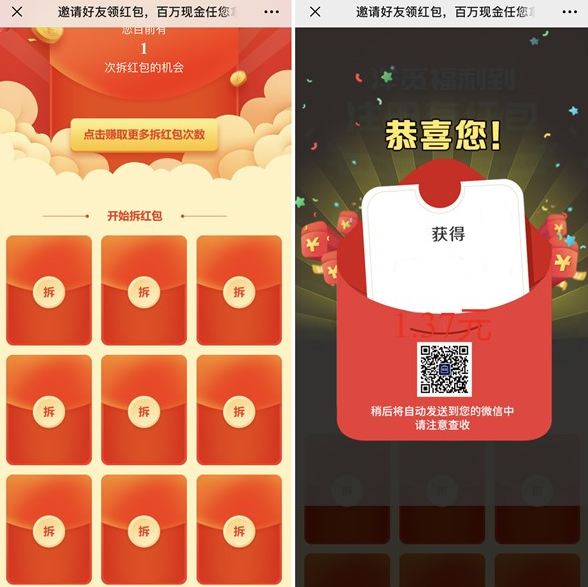 邀请好友领红包，百万现金任您
您目前有
1
次拆红包的机会
点击赚取更多拆红包次数
开始拆红包
拆
拆
拆
拆
拆
拆
拆
拆
拆
邀请好友领红包，百万现金任您
恭喜您！
获得
1.37元
稍后将自动发送到您的微信中
请注意查收